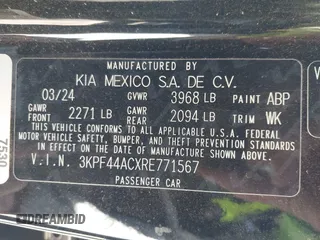 MANUFACTURED BY
KIA MEXICO S.A. DE C.V.
03/24 GVWR 3968 LB PAINT ABP
GAWR FRONT 2271 LB GAWR REAR 2094 LB TRIM WK
THIS VEHICLE CONFORMS TO ALL APPLICABLE U.S.A. FEDERAL
MOTOR VEHICLE SAFETY, BUMPER, AND THEFT PREVENTION
STANDARDS IN EFFECT ON THE DATE OF MANUFACTURE
SHOWN ABOVE.
V.I.N. 3KPF44ACXRE771567
PASSENGER CAR
7530
DREAMBID